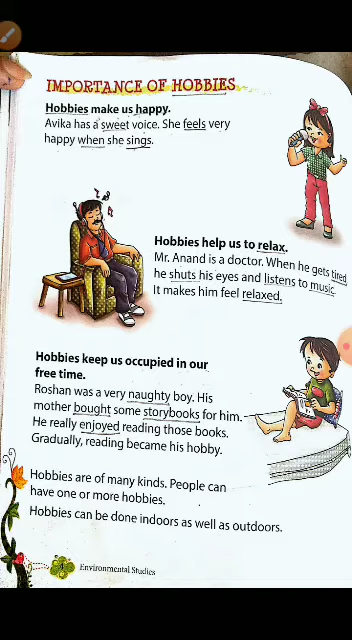 IMPORTANCE OF HOBBIES
Hobbies make us happy.
Avika has a sweet voice. She feels very
happy when she sings.
Hobbies help us to relax.
Mr. Anand is a doctor. When he gets tired
he shuts his eyes and listens to music.
It makes him feel relaxed.
Hobbies keep us occupied in our
free time.
Roshan was a very naughty boy. His
mother bought some storybooks for him.
He really enjoyed reading those books.
Gradually, reading became his hobby.
Hobbies are of many kinds. People can
have one or more hobbies.
Hobbies can be done indoors as well as outdoors.
Environmental Studies